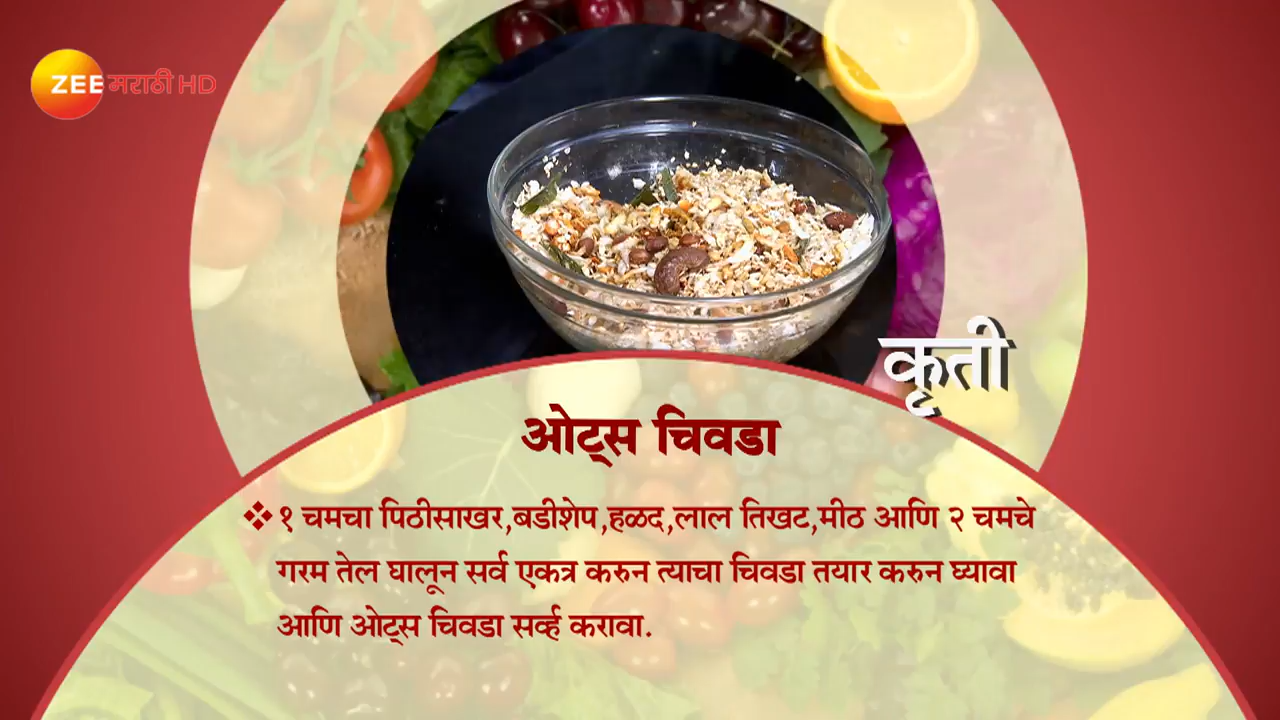 ZEE मराठी HD
कृती
ओट्स चिवडा
❖ १ चमचा पिठीसाखर,बडीशेप,हळद,लाल तिखट,मीठ आणि २ चमचे
गरम तेल घालून सर्व एकत्र करुन त्याचा चिवडा तयार करुन घ्यावा
आणि ओट्स चिवडा सर्व्ह करावा.